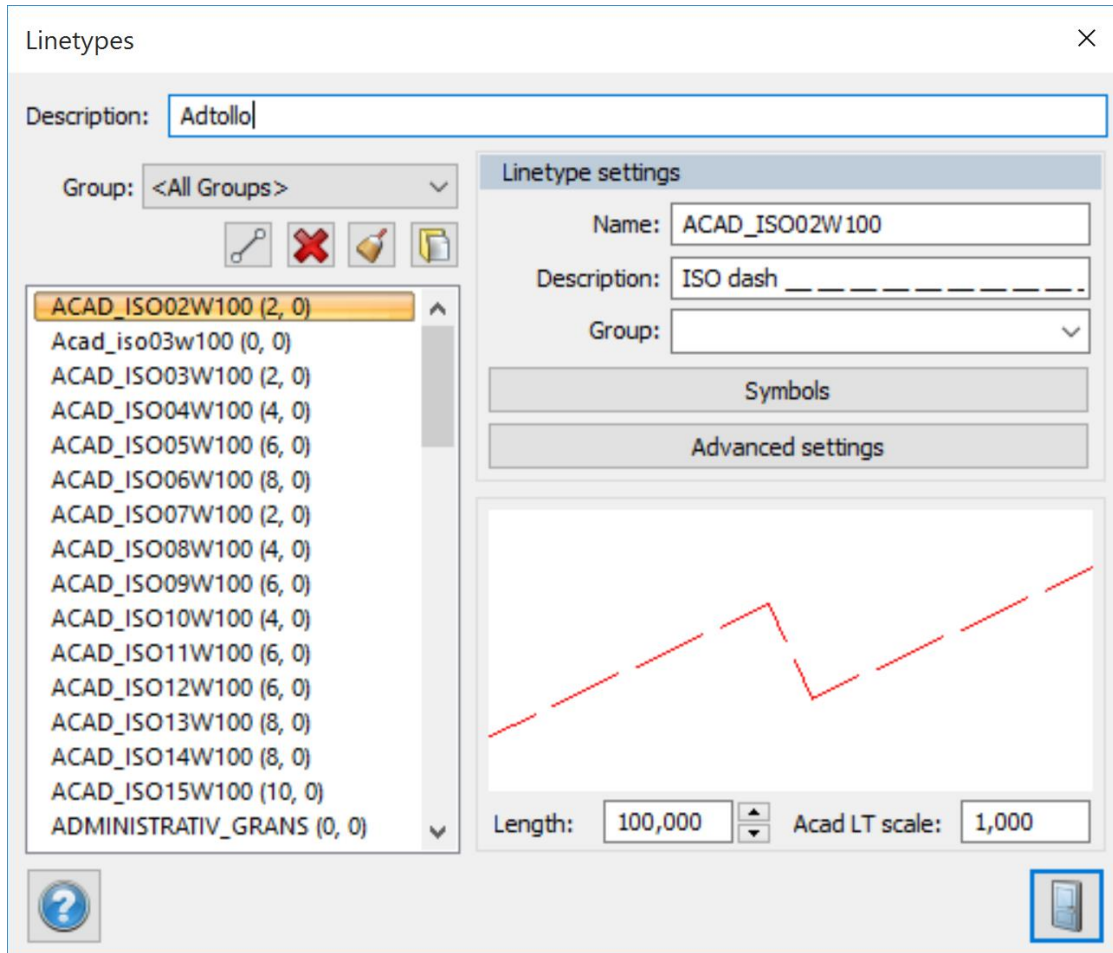 Linetypes
Description: Adtollo
Group: <All Groups>
ACAD_ISO02W100 (2, 0)
Acad_iso03w100 (0, 0)
ACAD_ISO03W100 (2, 0)
ACAD_ISO04W100 (4, 0)
ACAD_ISO05W100 (6, 0)
ACAD_ISO06W100 (8, 0)
ACAD_ISO07W100 (2, 0)
ACAD_ISO08W100 (4, 0)
ACAD_ISO09W100 (6, 0)
ACAD_ISO10W100 (4, 0)
ACAD_ISO11W100 (6, 0)
ACAD_ISO12W100 (6, 0)
ACAD_ISO13W100 (8, 0)
ACAD_ISO14W100 (8, 0)
ACAD_ISO15W100 (10, 0)
ADMINISTRATIV_GRANS (0, 0)
Linetype settings
Name: ACAD_ISO02W100
Description: ISO dash __ __ __ __ __ __ __ __ __ __ .
Group:
Symbols
Advanced settings
Length: 100,000 Acad LT scale: 1,000